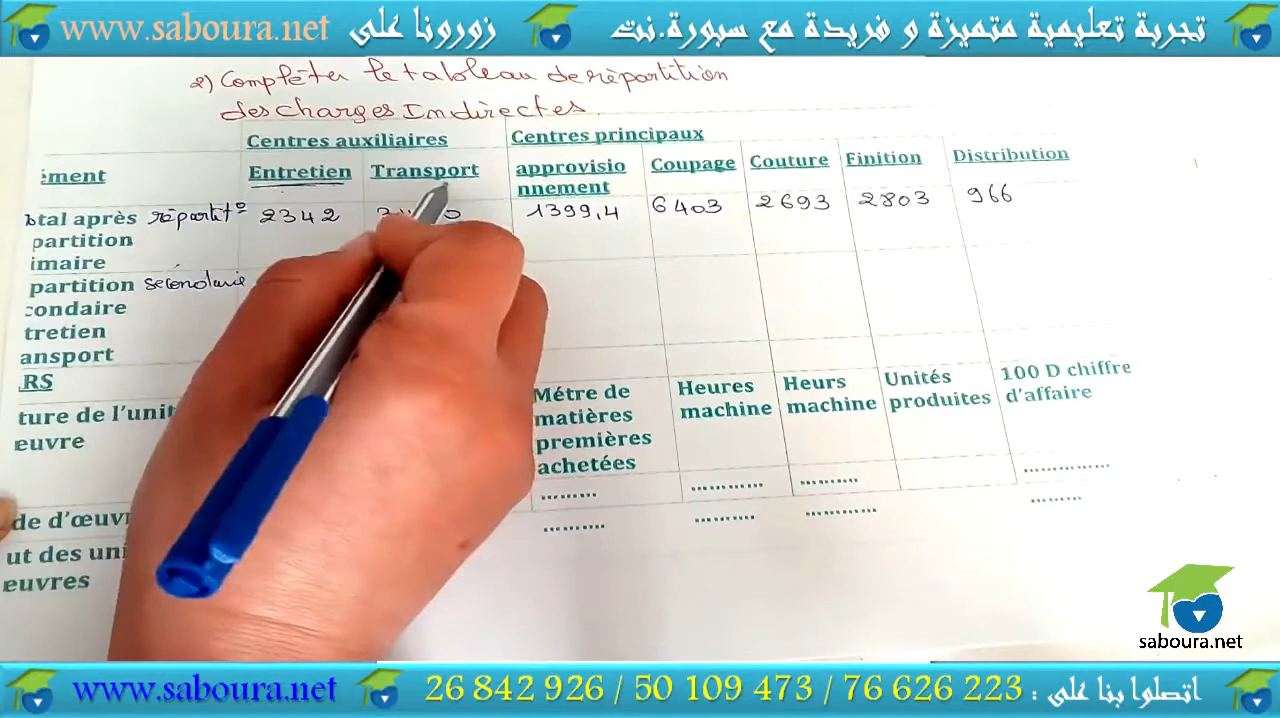 www.saboura.net زورونا على تجربة تعليمية متميزة و فريدة مع سبورة.نت
2) Compléter le tableau de répartition
des charges Indirectes
Centres auxiliaires Centres principaux
ément Entretien Transport approvisio Coupage Couture Finition Distribution
nnement
otal après répartit° 2342 1399,4 6403 2693 2803 966
partition
imaire
partition secondaire
condaire
tretien
ansport
RS
Métre de Heures Heurs Unités 100 D chiffre
ture de l'unit matières machine machine produites d'affaire
euvre premières
achetées
............ ............ ............ ............
de d'œuvr ............ ............ ............ ............
ut des uni
euvres
saboura.net
www.saboura.net 26 842 926 / 50 109 473 / 76 626 223 : اتصلوا بنا على